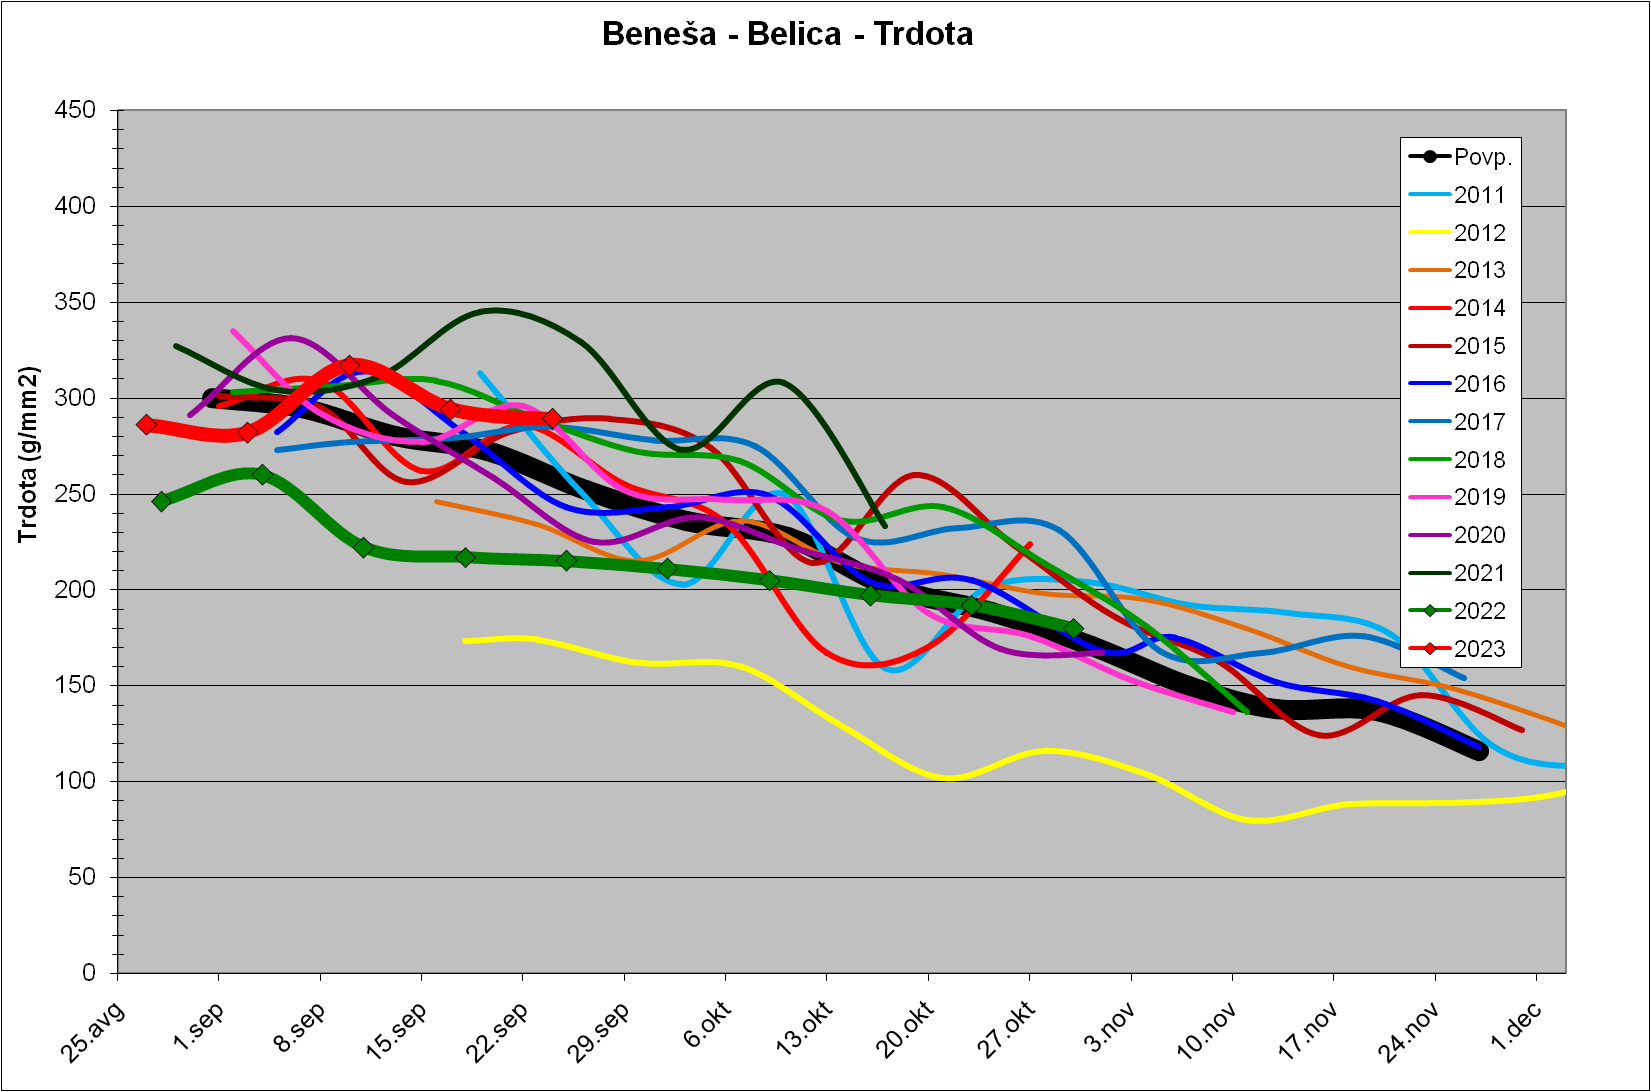 Beneša - Belica - Trdota
Trdota (g/mm2)
450
400
350
300
250
200
150
100
50
0
Povp.
2011
2012
2013
2014
2015
2016
2017
2018
2019
2020
2021
2022
2023
25.avg
1.sep
8.sep
15.sep
22.sep
29.sep
6.okt
13.okt
20.okt
27.okt
3.nov
10.nov
17.nov
24.nov
1.dec